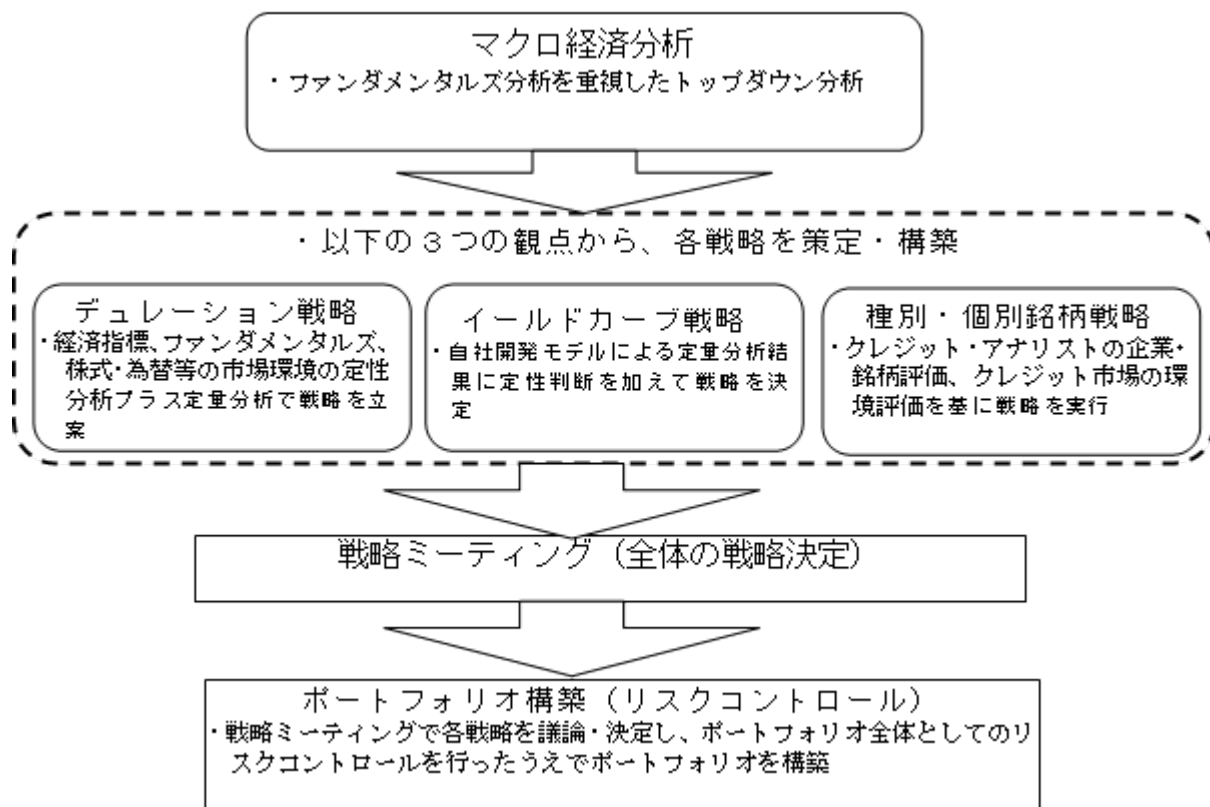 マクロ経済分析
・ファンダメンタルズ分析を重視したトップダウン分析
・以下の３つの観点から、各戦略を策定・構築
デュレーション戦略
・経済指標、ファンダメンタルズ、
株式・為替等の市場環境の定性
分析プラス定量分析で戦略を立
案
イールドカーブ戦略
・自社開発モデルによる定量分析結
果に定性判断を加えて戦略を決
定
種別・個別銘柄戦略
・クレジット・アナリストの企業・
銘柄評価、クレジット市場の環
境評価を基に戦略を実行
戦略ミーティング（全体の戦略決定）
ポートフォリオ構築（リスクコントロール）
・戦略ミーティングで各戦略を議論・決定し、ポートフォリオ全体としてのリ
スクコントロールを行ったうえでポートフォリオを構築